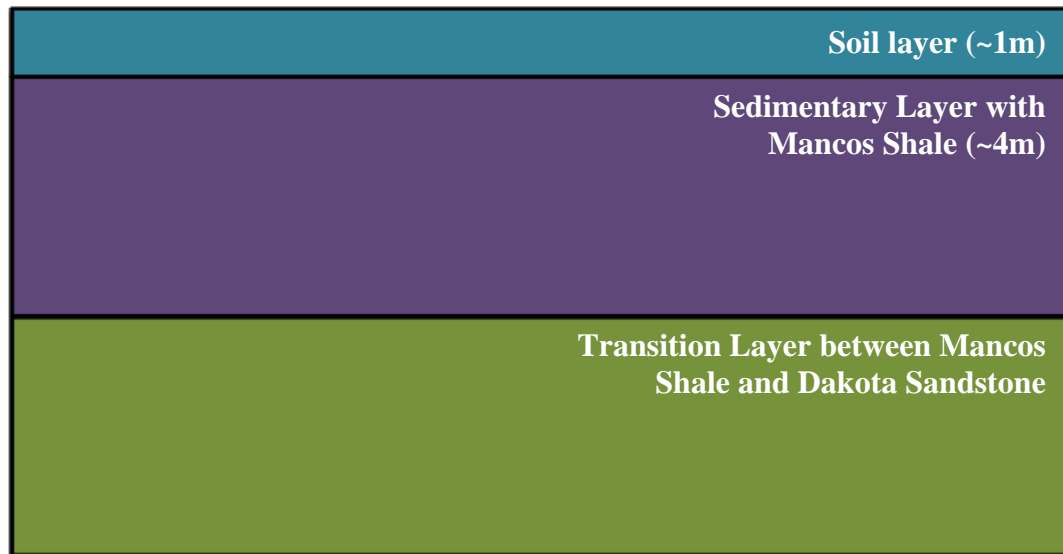 Soil layer (~1m)
Sedimentary Layer with
Mancos Shale (~4m)
Transition Layer between Mancos
Shale and Dakota Sandstone